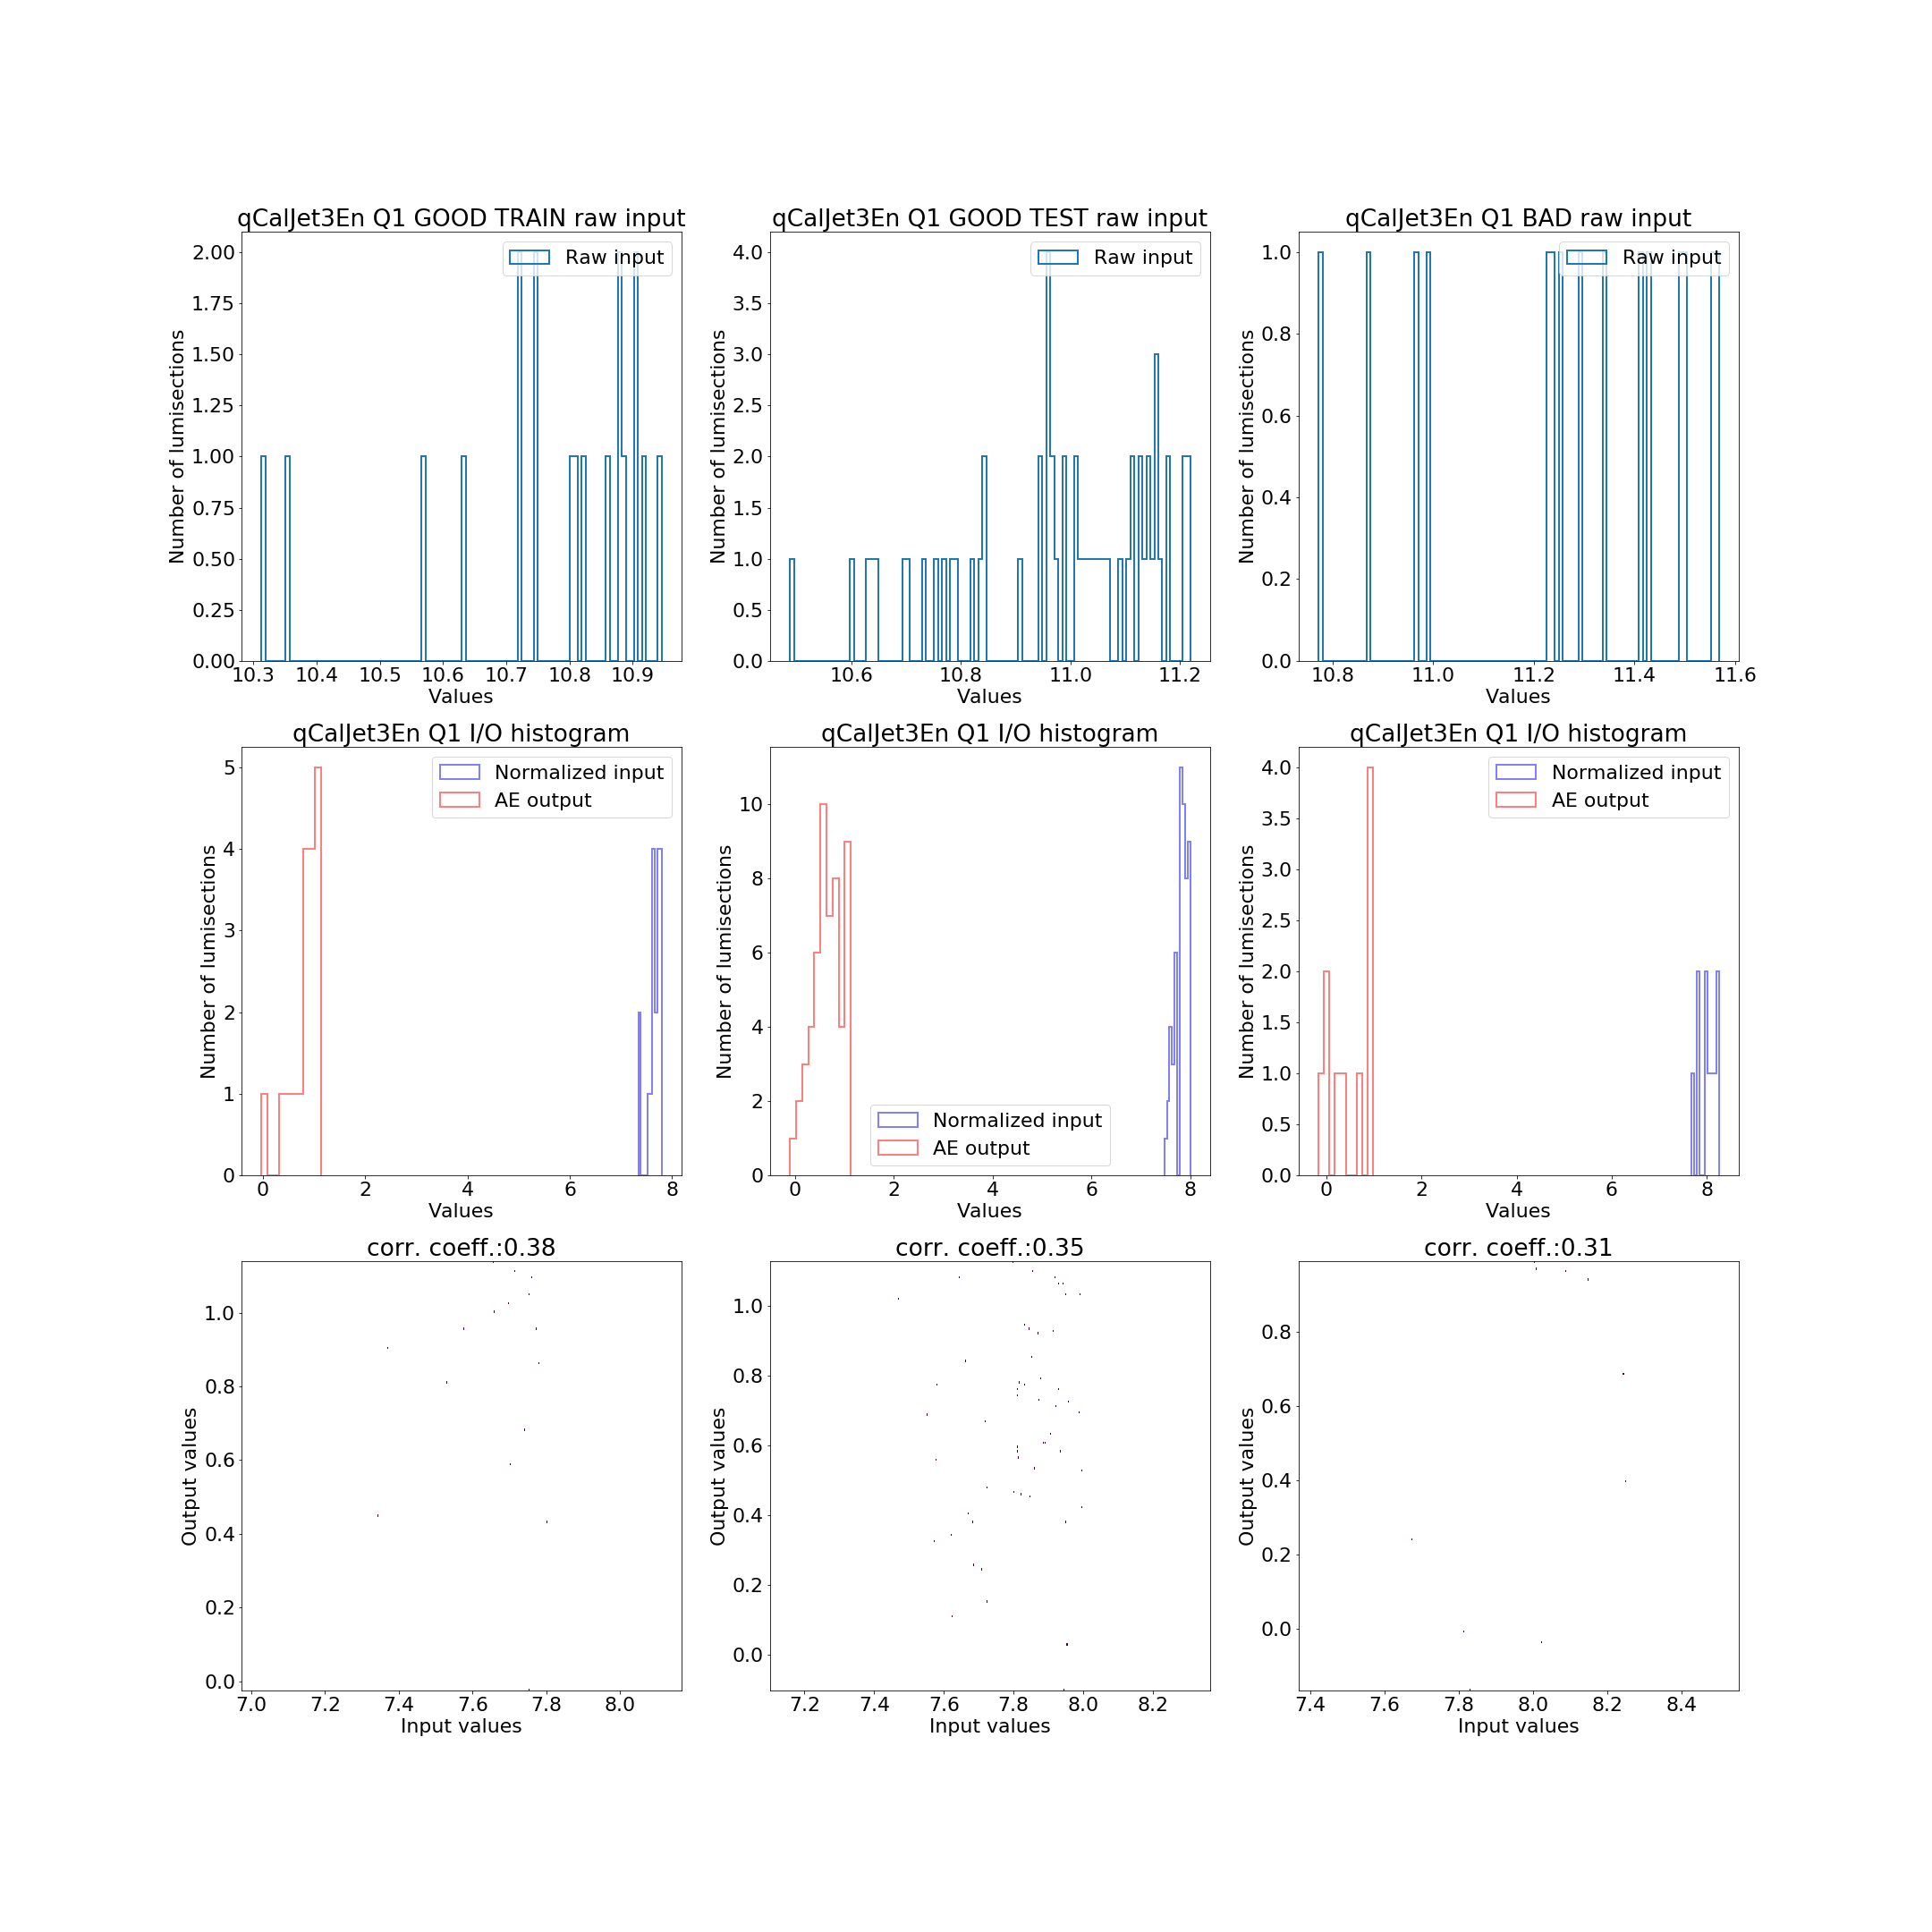 qCalJet3En Q1 GOOD TRAIN raw input
Number of lumisections
2.00
1.75
1.50
1.25
1.00
0.75
0.50
0.25
0.00
Raw input
10.3 10.4 10.5 10.6 10.7 10.8 10.9
Values
qCalJet3En Q1 GOOD TEST raw input
Number of lumisections
4.0
3.5
3.0
2.5
2.0
1.5
1.0
0.5
0.0
Raw input
10.6 10.8 11.0 11.2
Values
qCalJet3En Q1 BAD raw input
Number of lumisections
1.0
0.8
0.6
0.4
0.2
0.0
Raw input
10.8 11.0 11.2 11.4 11.6
Values
qCalJet3En Q1 I/O histogram
Number of lumisections
5
4
3
2
1
0
Normalized input
AE output
0 2 4 6 8
Values
qCalJet3En Q1 I/O histogram
Number of lumisections
10
8
6
4
2
0
Normalized input
AE output
0 2 4 6 8
Values
qCalJet3En Q1 I/O histogram
Number of lumisections
4.0
3.5
3.0
2.5
2.0
1.5
1.0
0.5
0.0
Normalized input
AE output
0 2 4 6 8
Values
corr. coeff.:0.38
Output values
1.0
0.8
0.6
0.4
0.2
0.0
7.0 7.2 7.4 7.6 7.8 8.0
Input values
corr. coeff.:0.35
Output values
1.0
0.8
0.6
0.4
0.2
0.0
7.2 7.4 7.6 7.8 8.0 8.2
Input values
corr. coeff.:0.31
Output values
0.8
0.6
0.4
0.2
0.0
7.4 7.6 7.8 8.0 8.2 8.4
Input values